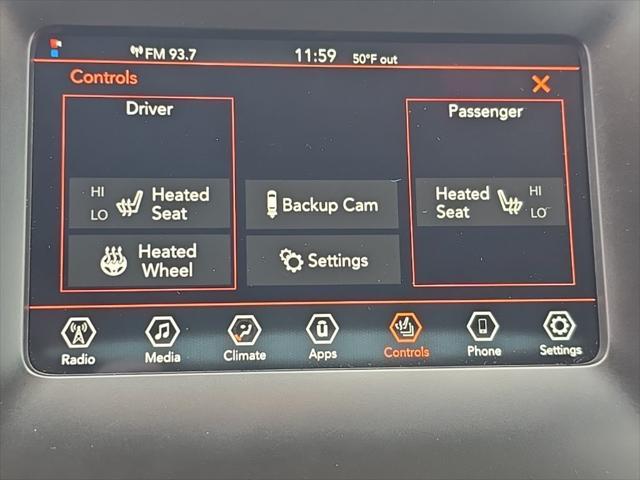 FM 93.7 11:59 50°F out
Controls
Driver
Passenger
HI
LO
Heated
Seat
Backup Cam
Heated
Seat
HI
LO
Heated
Wheel
Settings
Radio Media Climate Apps Controls Phone Settings